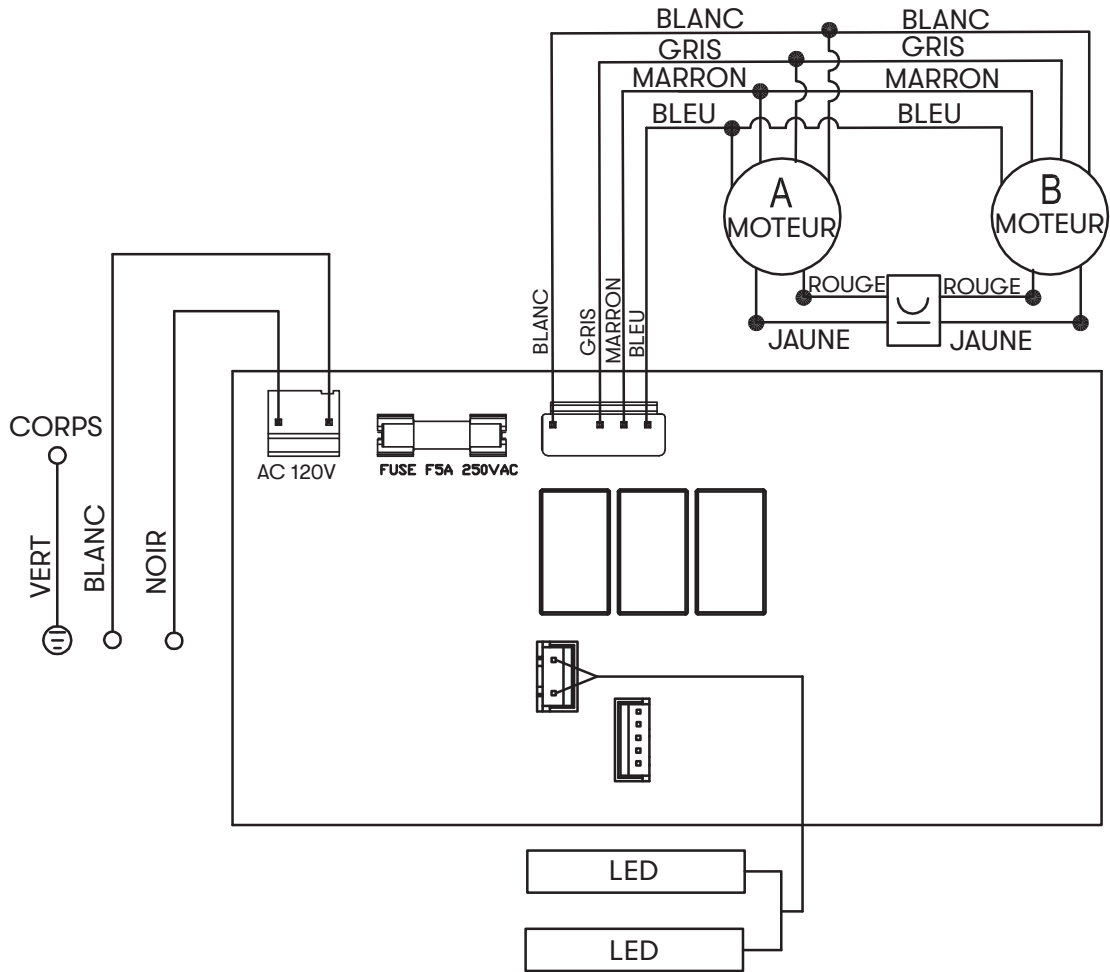 BLANC BLANC
GRIS GRIS
MARRON MARRON
BLEU BLEU
A
MOTEUR
B
MOTEUR
ROUGE ROUGE
JAUNE JAUNE
BLANC
GRIS
MARRON
BLEU
CORPS
AC 120V
FUSE F5A 250VAC
VERT
BLANC
NOIR
LED
LED